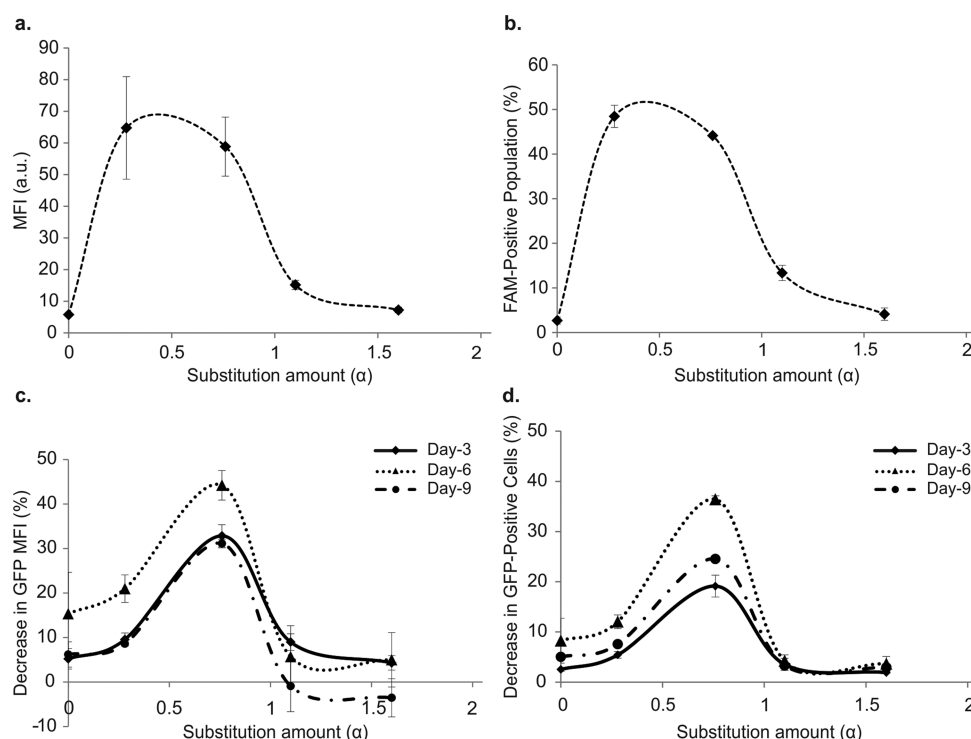 a.
90
80
70
60
50
40
30
20
10
0
MFI (a.u.)
0
0.5
1
1.5
2
Substitution amount (α)
b.
60
50
40
30
20
10
0
FAM-Positive Population (%)
0
0.5
1
1.5
2
Substitution amount (α)
c.
Day-3
Day-6
Day-9
50
40
30
20
10
0
-10
Decrease in GFP MFI (%)
0
0.5
1
1.5
2
Substitution amount (α)
d.
Day-3
Day-6
Day-9
50
40
30
20
10
0
Decrease in GFP-Positive Cells (%)
0
0.5
1
1.5
2
Substitution amount (α)